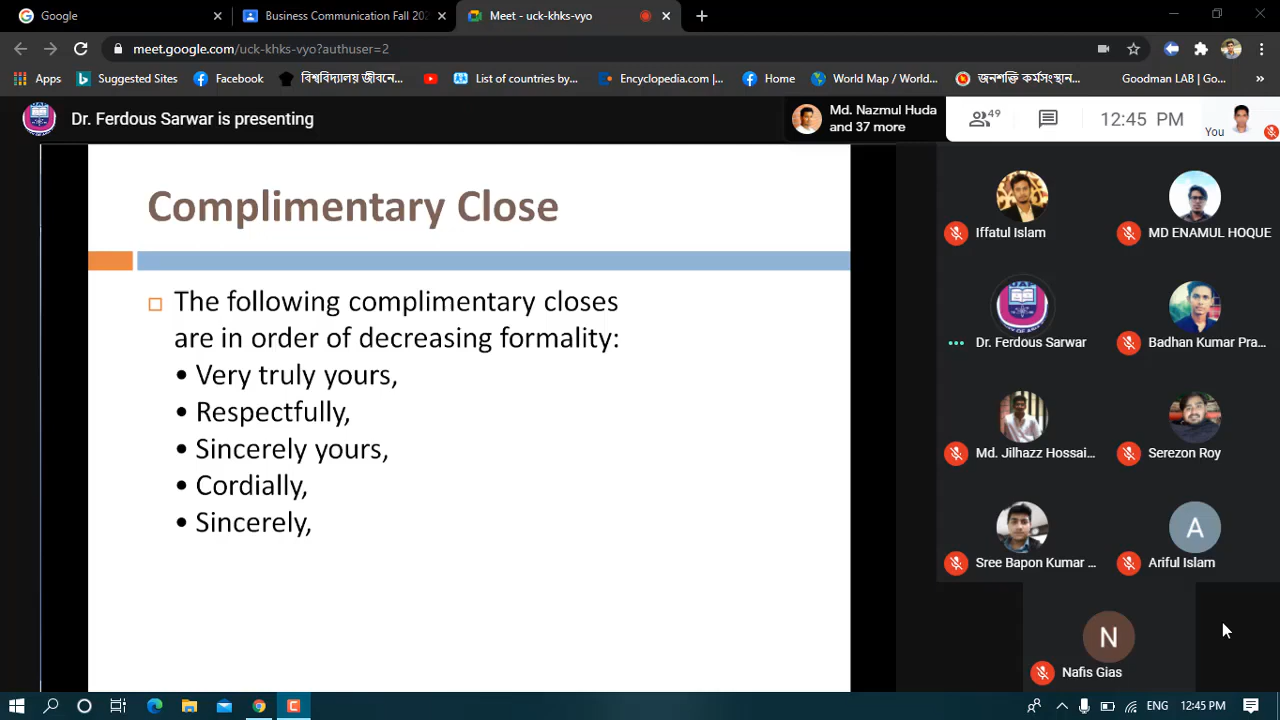 Google
Business Communication Fall 202
Meet - uck-khks-vyo
meet.google.com/uck-khks-vyo?authuser=2
Apps
Suggested Sites
Facebook
বিশ্ববিদ্যালয় জীবনে...
List of countries by...
Encyclopedia.com |...
Home
World Map / World...
জনশক্তি কর্মসংস্থান...
Goodman LAB | Go...
»
Dr. Ferdous Sarwar is presenting
Md. Nazmul Huda
and 37 more
49
12:45 PM
You
Complimentary Close
The following complimentary closes
are in order of decreasing formality:
• Very truly yours,
• Respectfully,
• Sincerely yours,
• Cordially,
• Sincerely,
Iffatul Islam
MD ENAMUL HOQUE
Dr. Ferdous Sarwar
Badhan Kumar Pra...
Md. Jilhazz Hossai...
Serezon Roy
Sree Bapon Kumar ...
A
Ariful Islam
N
Nafis Gias
ENG
12:45 PM